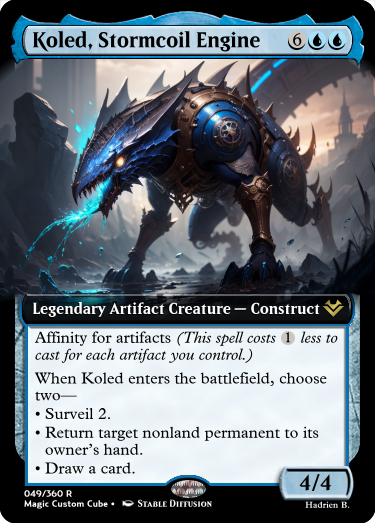 Koled, Stormcoil Engine 6
Legendary Artifact Creature — Construct
Affinity for artifacts (This spell costs 1 less to
cast for each artifact you control.)
When Koled enters the battlefield, choose
two—
• Surveil 2.
• Return target nonland permanent to its
owner's hand.
• Draw a card.
4/4
049/360 R
Magic Custom Cube • Stable Diffusion
Hadrien B.